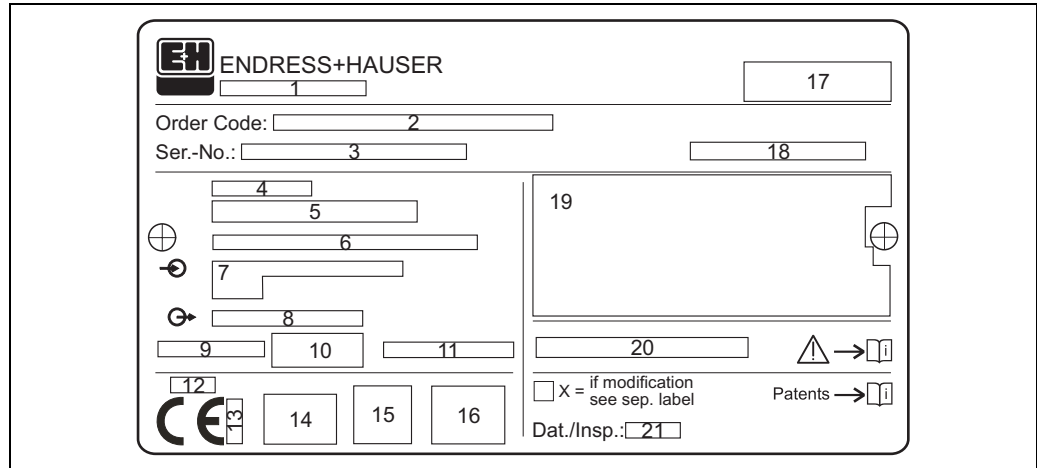 E+H
ENDRESS+HAUSER
1
17
Order Code: 2
Ser.-No.: 3
18
4
5
6
7
8
9
10
11
19
20
i
12
13
14
15
16
X = if modification
see sep. label
Patents
i
Dat./Insp.: 21